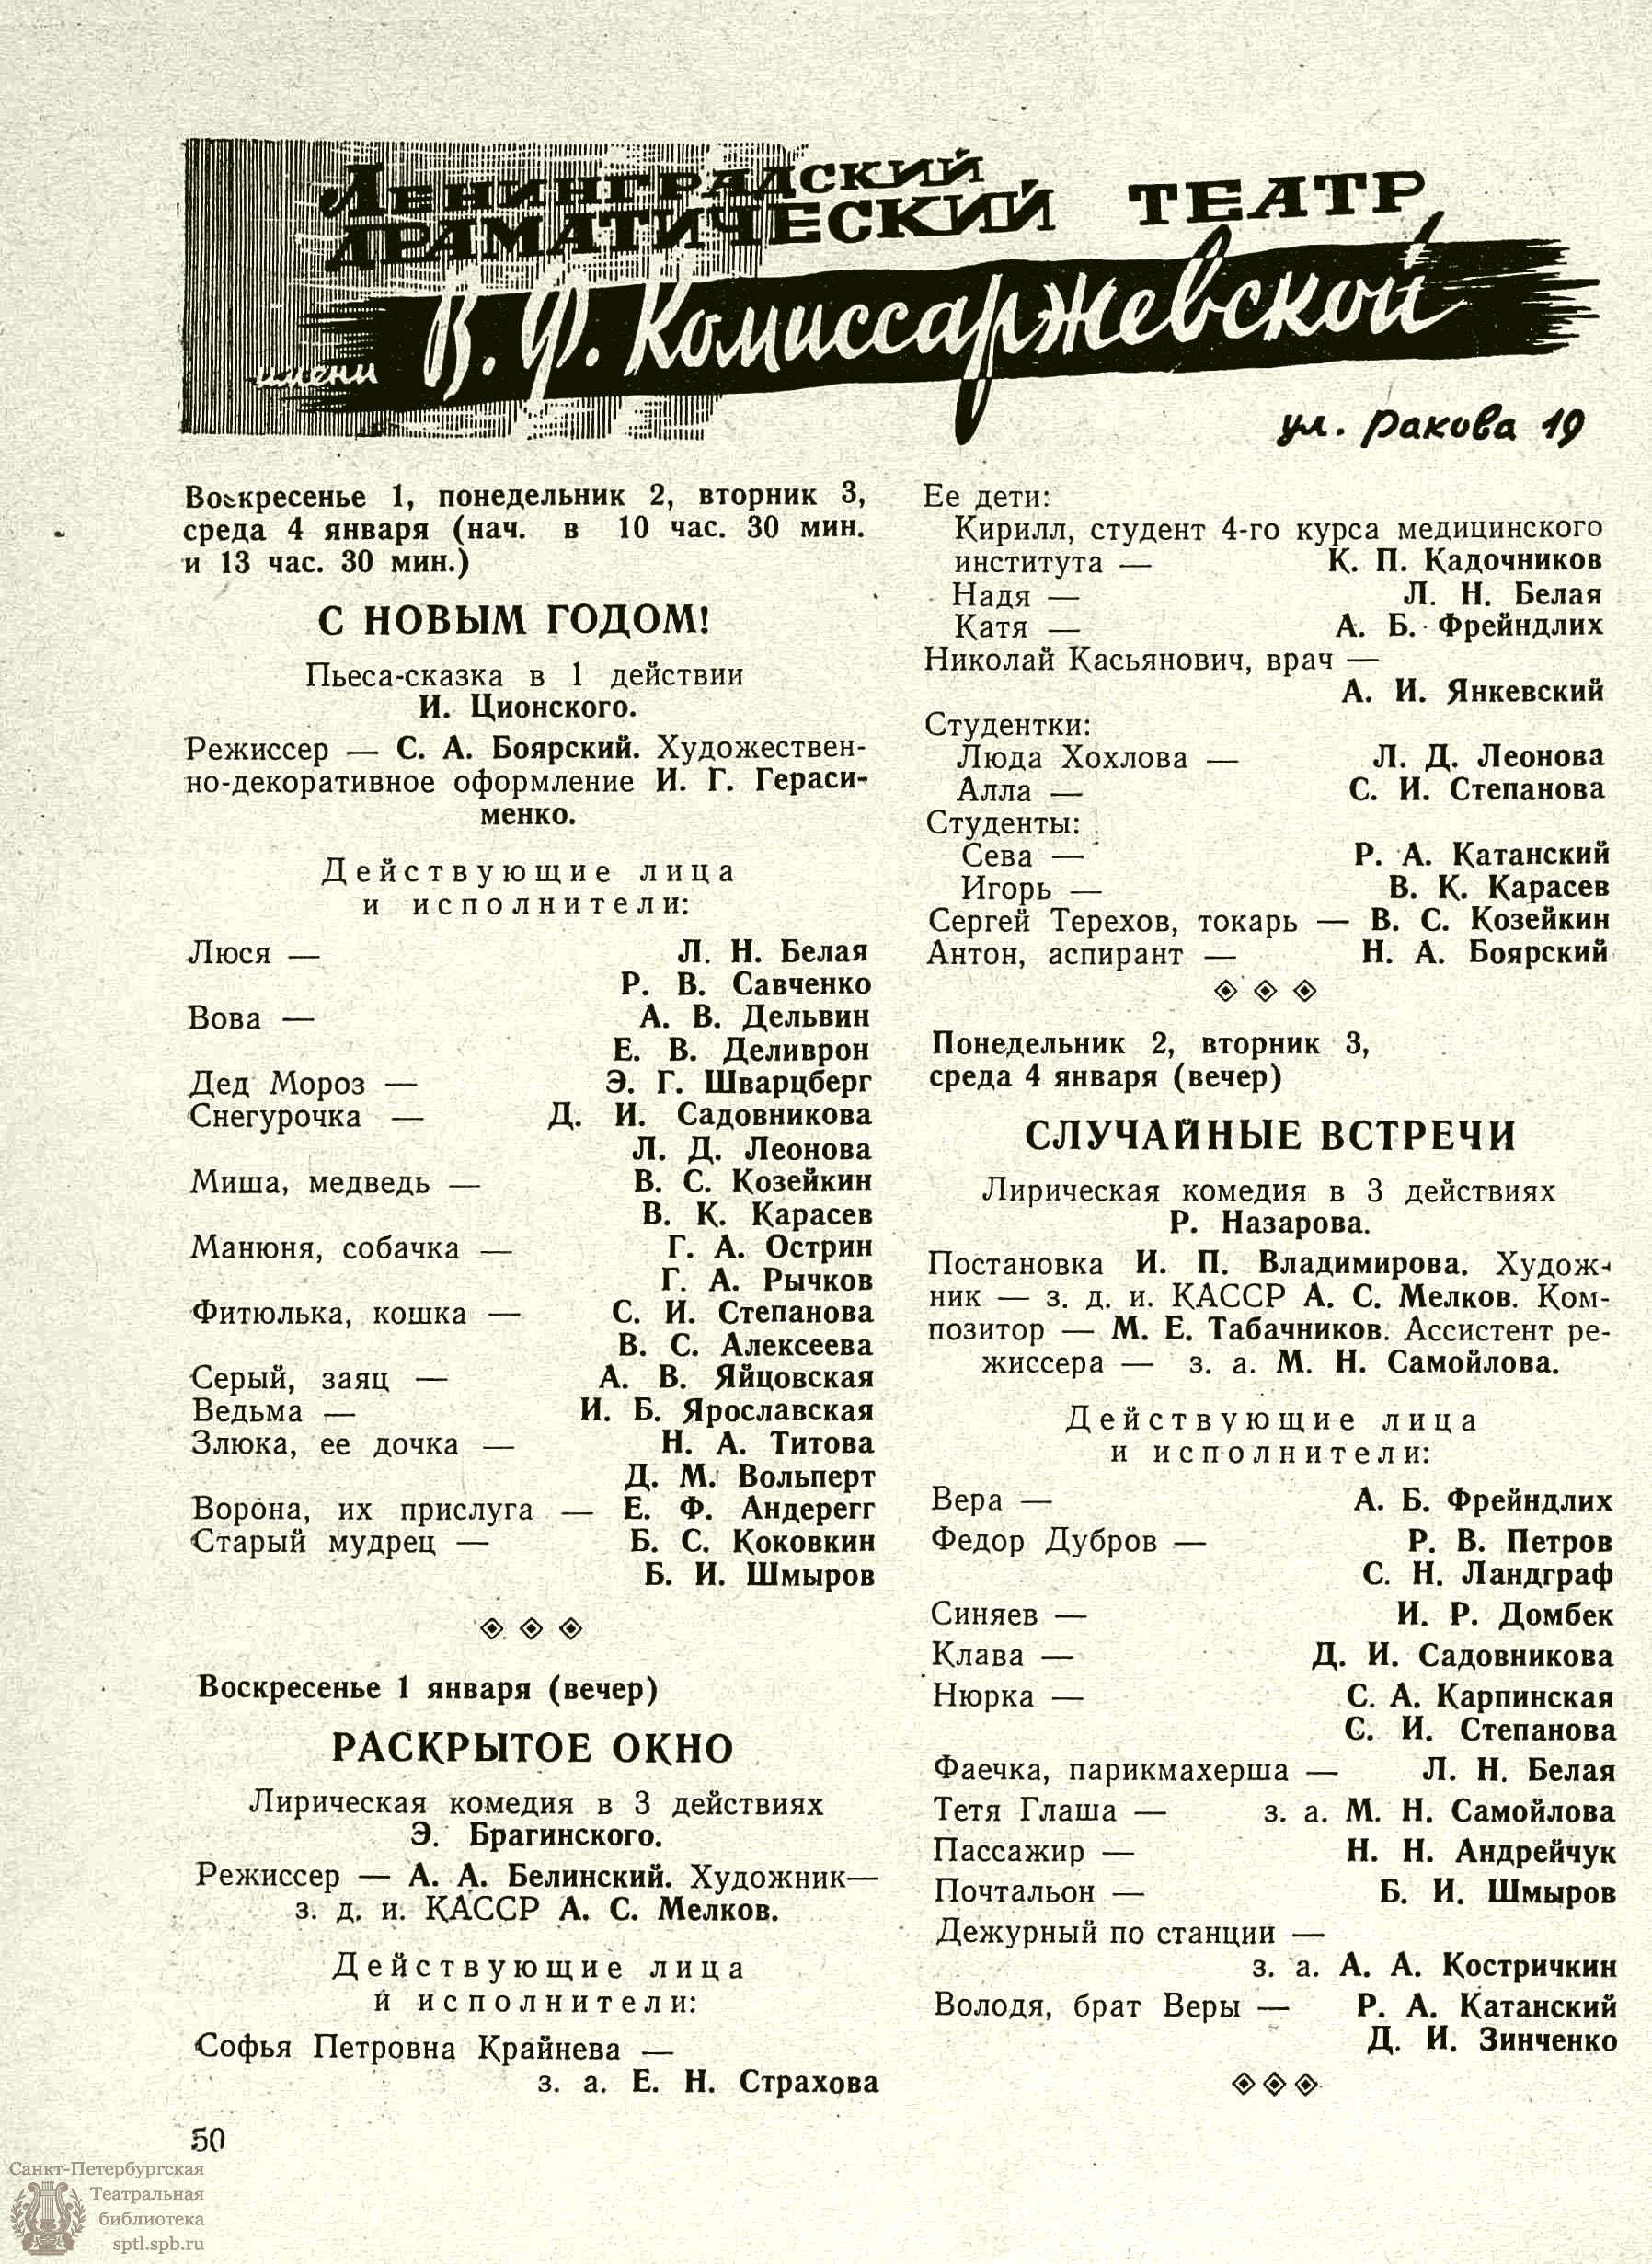 Ленинградский
драматический театр
имени В. Ф. Комиссаржевской
ул. Ракова 19
Воскресенье 1, понедельник 2, вторник 3,
среда 4 января (нач. в 10 час. 30 мин.
и 13 час. 30 мин.)
С НОВЫМ ГОДОМ!
Пьеса-сказка в 1 действии
И. Ционского.
Режиссер — С. А. Боярский. Художествен-
но-декоративное оформление И. Г. Гераси-
менко.
Действующие лица
и исполнители:
Люся — Л. Н. Белая
Р. В. Савченко
Вова — А. В. Дельвин
Е. В. Деливрон
Дед Мороз — Э. Г. Шварцберг
Снегурочка — Д. И. Садовникова
Л. Д. Леонова
Миша, медведь — В. С. Козейкин
В. К. Карасев
Манюня, собачка — Г. А. Острин
Г. А. Рычков
Фитюлька, кошка — С. И. Степанова
В. С. Алексеева
Серый, заяц — А. В. Яйцовская
Ведьма — И. Б. Ярославская
Злюка, ее дочка — Н. А. Титова
Д. М. Вольперт
Ворона, их прислуга — Е. Ф. Андерегг
Старый мудрец — Б. С. Коковкин
Б. И. Шмыров
Воскресенье 1 января (вечер)
РАСКРЫТОЕ ОКНО
Лирическая комедия в 3 действиях
Э. Брагинского.
Режиссер — А. А. Белинский. Художник—
з. д. и. КАССР А. С. Мелков.
Действующие лица
и исполнители:
Софья Петровна Крайнева —
з. а. Е. Н. Страхова
Ее дети:
Кирилл, студент 4-го курса медицинского
института — К. П. Кадочников
Надя — Л. Н. Белая
Катя — А. Б. Фрейндлих
Николай Касьянович, врач —
А. И. Янкевский
Студентки:
Люда Хохлова — Л. Д. Леонова
Алла — С. И. Степанова
Студенты:
Сева — Р. А. Катанский
Игорь — В. К. Карасев
Сергей Терехов, токарь — В. С. Козейкин
Антон, аспирант — Н. А. Боярский
Понедельник 2, вторник 3,
среда 4 января (вечер)
СЛУЧАЙНЫЕ ВСТРЕЧИ
Лирическая комедия в 3 действиях
Р. Назарова.
Постановка И. П. Владимирова. Худож-
ник — з. д. и. КАССР А. С. Мелков. Ком-
позитор — М. Е. Табачников. Ассистент ре-
жиссера — з. а. М. Н. Самойлова.
Действующие лица
и исполнители:
Вера — А. Б. Фрейндлих
Федор Дубров — Р. В. Петров
С. Н. Ландграф
Синяев — И. Р. Домбек
Клава — Д. И. Садовникова
Нюрка — С. А. Карпинская
С. И. Степанова
Фаечка, парикмахерша — Л. Н. Белая
Тетя Глаша — з. а. М. Н. Самойлова
Пассажир — Н. Н. Андрейчук
Почтальон — Б. И. Шмыров
Дежурный по станции —
з. а. А. А. Костричкин
Володя, брат Веры — Р. А. Катанский
Д. И. Зинченко
50
Санкт-Петербургская
Театральная
библиотека
sptl.spb.ru